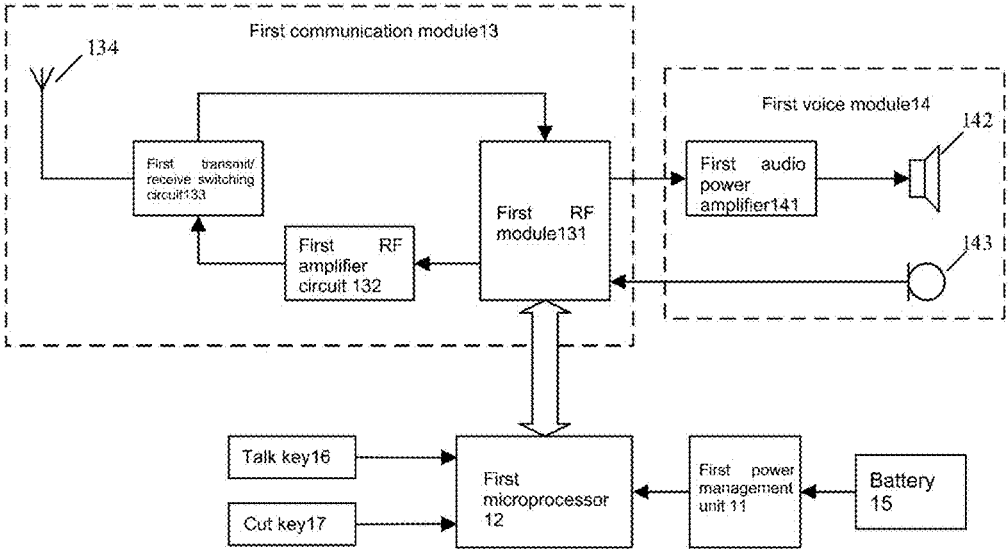 First communication module13
134
First transmit/
receive switching
circuit133
First RF
amplifier
circuit 132
First RF
module131
First voice module14
142
First audio
power
amplifier141
143
Talk key16
Cut key17
First
microprocessor
12
First power
management
unit 11
Battery
15